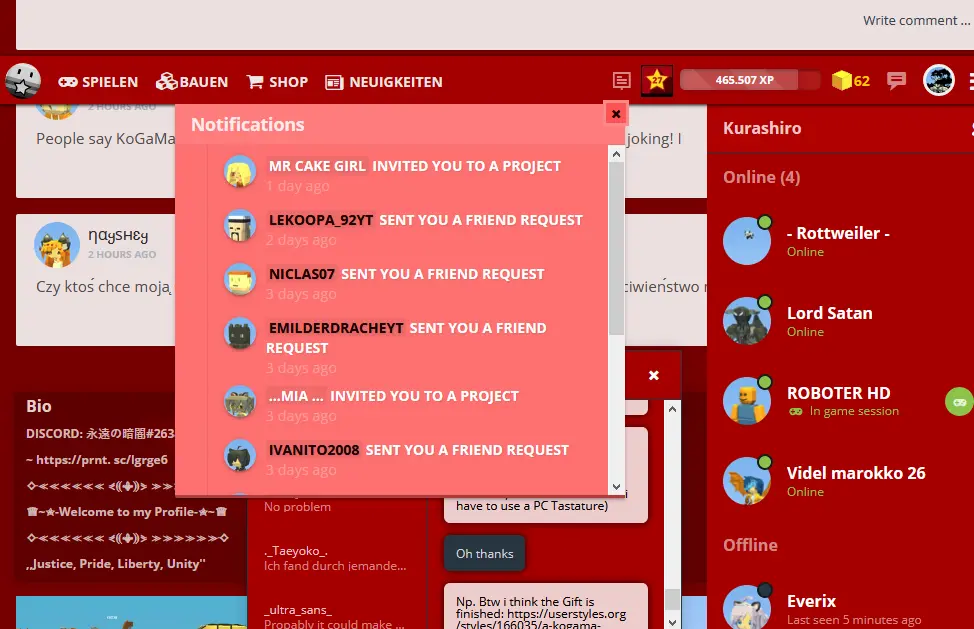 Write comment ...
SPIELEN BAUEN SHOP NEUIGKEITEN 27 465.507 XP 62
2 HOURS AGO
People say KoGaMa
joking! I
ηαყѕнɛყ
2 HOURS AGO
Czy ktoś chce moją
Notifications
MR CAKE GIRL INVITED YOU TO A PROJECT
1 day ago
LEKOOPA_92YT SENT YOU A FRIEND REQUEST
2 days ago
NICLAS07 SENT YOU A FRIEND REQUEST
3 days ago
EMILDERDRACHEYT SENT YOU A FRIEND
REQUEST
3 days ago
...MIA ... INVITED YOU TO A PROJECT
3 days ago
IVANITO2008 SENT YOU A FRIEND REQUEST
3 days ago
Bio
DISCORD: 永遠の暗闇#263
~ https://prnt. sc/lgrge6
~✯-Welcome to my Profile-✯~
,,Justice, Pride, Liberty, Unity"
No problem
._Taeyoko_.
Ich fand durch jemande...
_ultra_sans_
Propably it could make ...
have to use a PC Tastature)
Oh thanks
Np. Btw i think the Gift is
finished: https://userstyles.org
/styles/166035/a-kogama-
Kurashiro
Online (4)
- Rottweiler -
Online
Lord Satan
Online
ROBOTER HD
In game session
Videl marokko 26
Online
Offline
Everix
Last seen 5 minutes ago